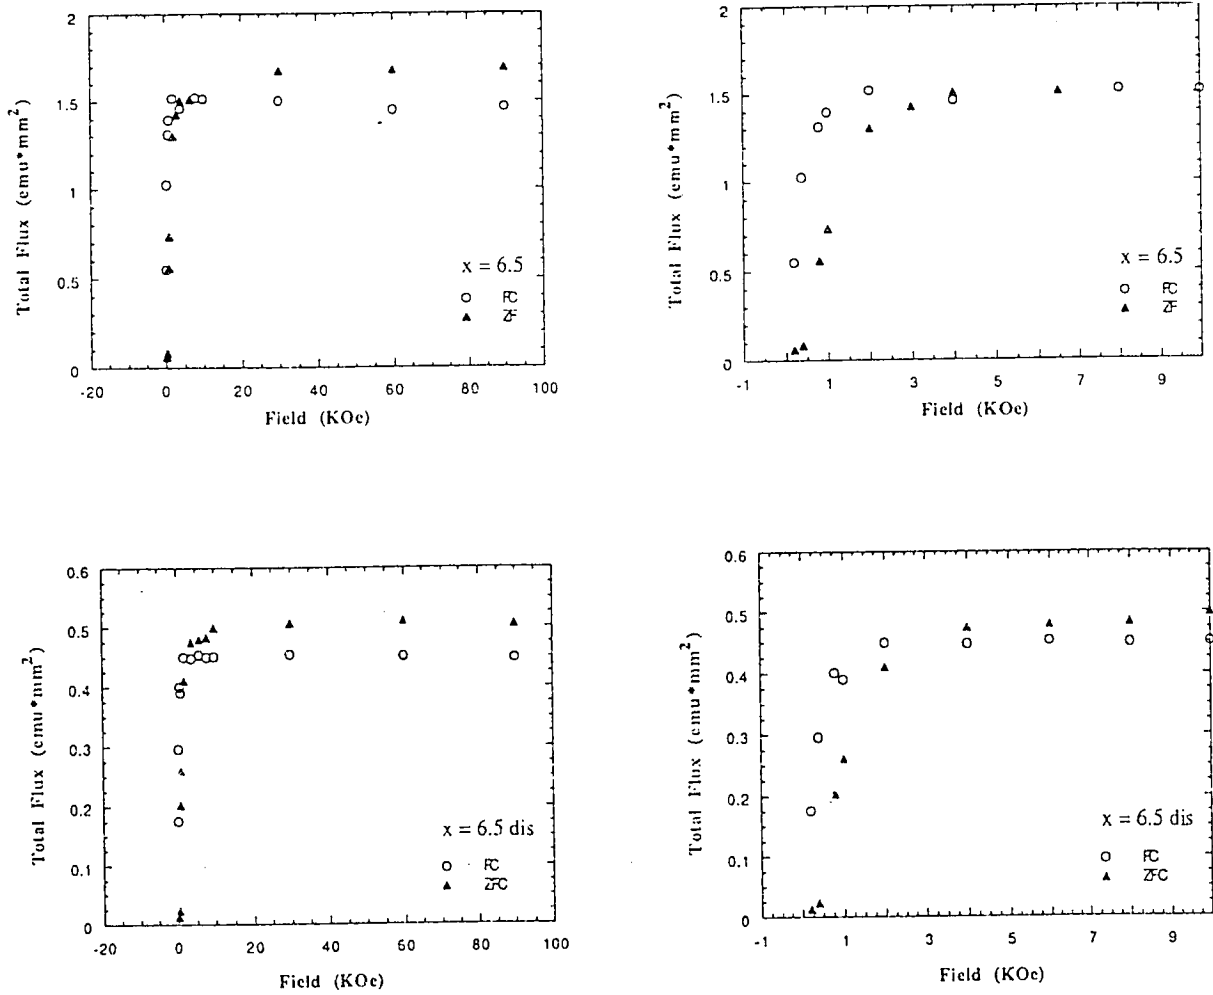 2
1.5
1
0.5
0
Total Flux (emu*mm2)
x = 6.5
FC
ZF
-20 0 20 40 60 80 100
Field (KOe)
2
1.5
1
0.5
0
Total Flux (emu*mm2)
x = 6.5
FC
ZF
-1 1 3 5 7 9
Field (KOe)
0.6
0.5
0.4
0.3
0.2
0.1
0
Total Flux (emu*mm2)
x = 6.5 dis
FC
ZFC
-20 0 20 40 60 80 100
Field (KOe)
0.6
0.5
0.4
0.3
0.2
0.1
0
Total Flux (emu*mm2)
x = 6.5 dis
FC
ZFC
-1 1 3 5 7 9
Field (KOe)